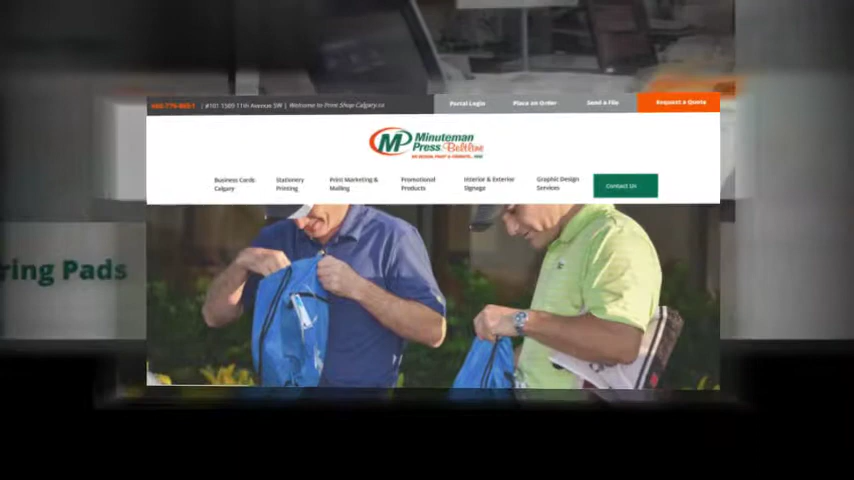 #101 1509 11th Avenue SW | Welcome to Print Shop Calgary.ca
Portal Login
Place an Order
Send a File
Request a Quote
MP Minuteman
Press Beltline
Business Cards
Calgary
Stationery
Printing
Print Marketing &
Mailing
Promotional
Products
Interior & Exterior
Signage
Graphic Design
Services
Contact Us
ring Pads